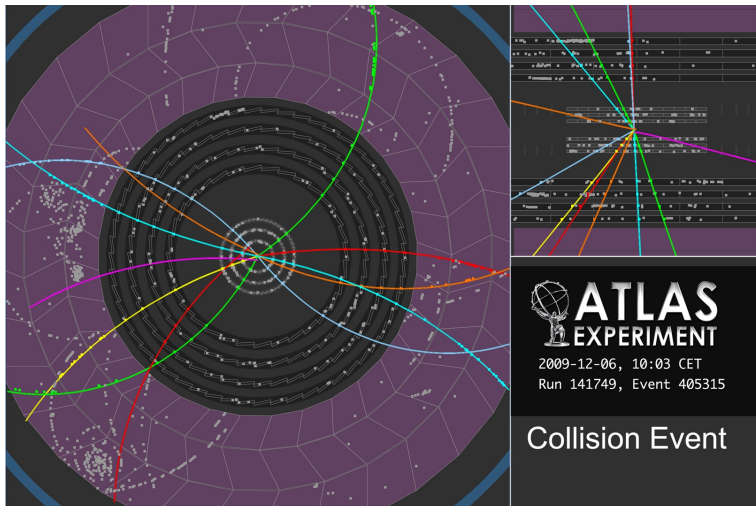 ATLAS
EXPERIMENT
2009-12-06, 10:03 CET
Run 141749, Event 405315
Collision Event